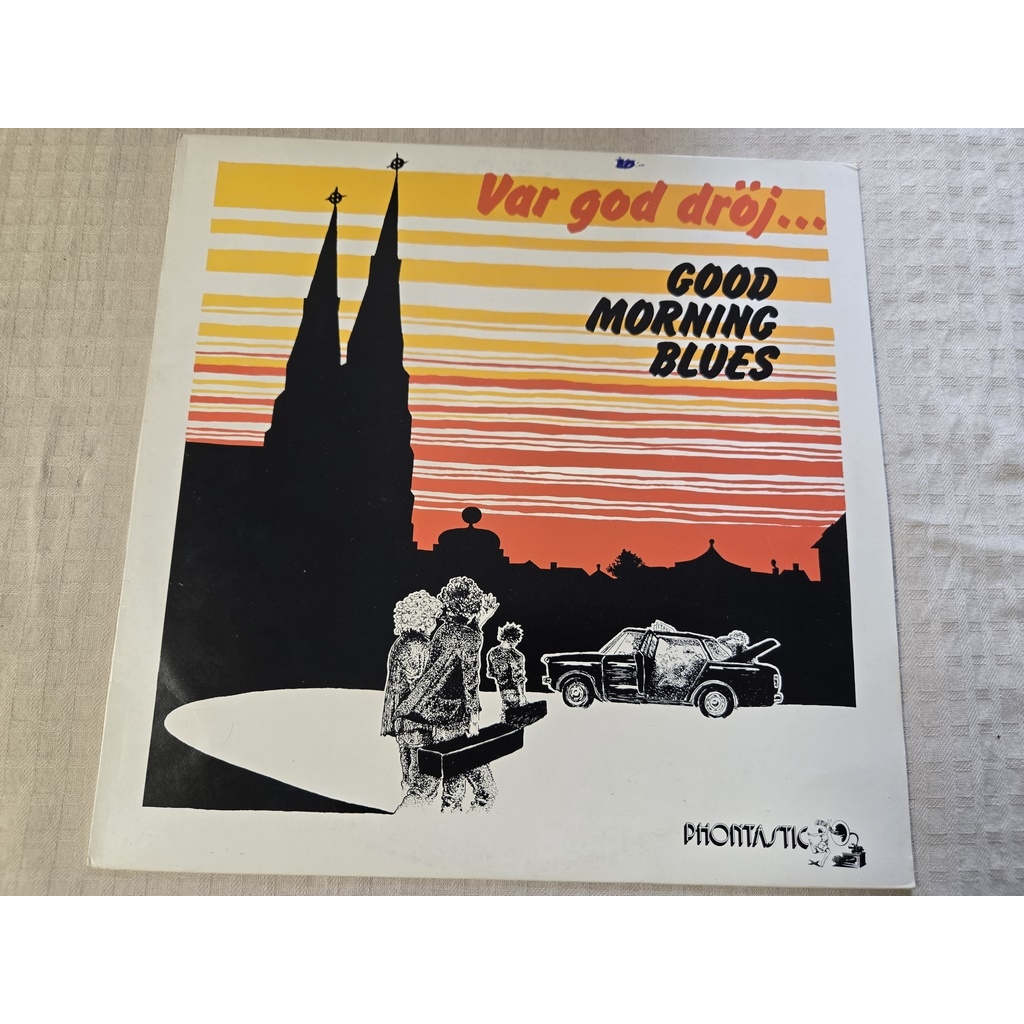 Var god dröj...
GOOD
MORNING
BLUES
PHONTASTIC